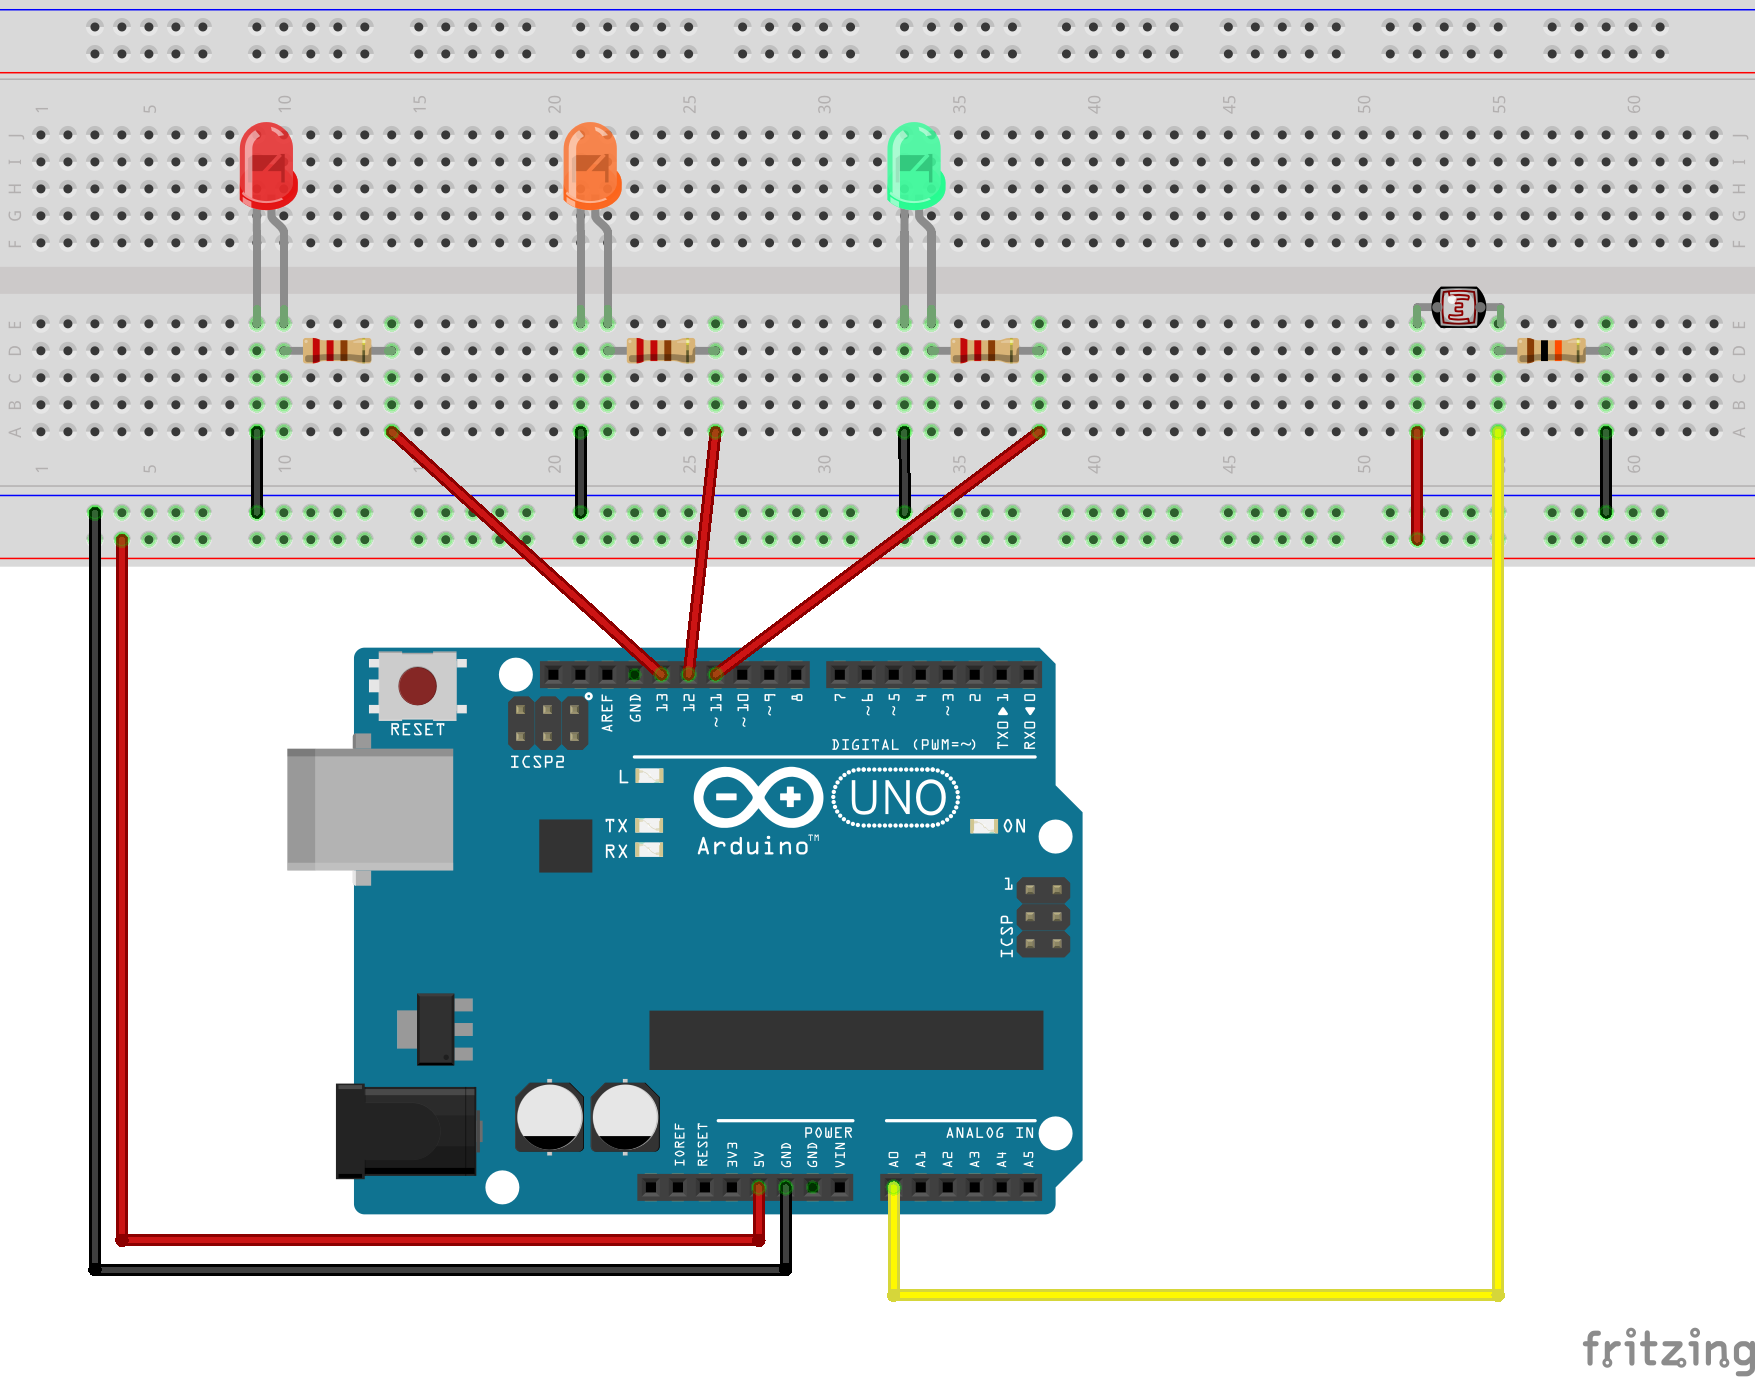 1 5 10 15 20 25 30 35 40 45 50 55 60
J J
I I
H H
G G
F F
E E
D D
C C
B B
A A
1 5 10 15 20 25 30 35 40 45 50 60
RESET
ICSP2
AREF GND 13 12 ~11 ~10 ~9 8 7 ~6 ~5 4 ~3 2 TX0▶1 RX0◀0
DIGITAL (PWM=~)
L
TX
RX
UNO
ON
Arduino™
1
ICSP
POWER
ANALOG IN
IOREF RESET 3V3 5V GND GND VIN A0 A1 A2 A3 A4 A5
fritzing